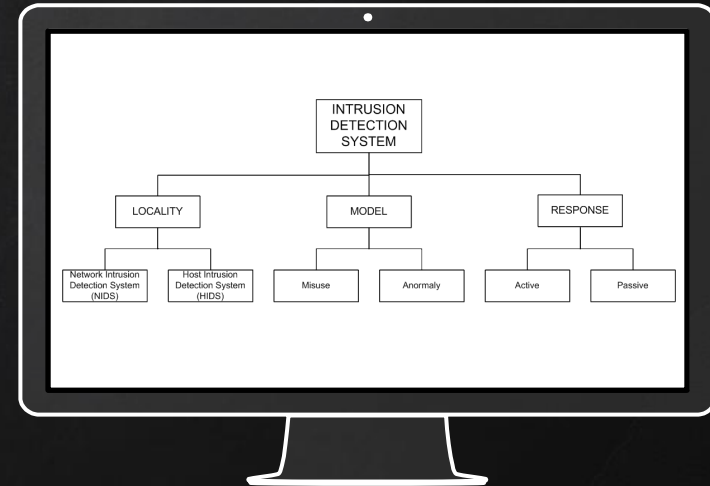 INTRUSION
DETECTION
SYSTEM
LOCALITY
MODEL
RESPONSE
Network Intrusion
Detection System
(NIDS)
Host Intrusion
Detection System
(HIDS)
Misuse
Anormaly
Active
Passive